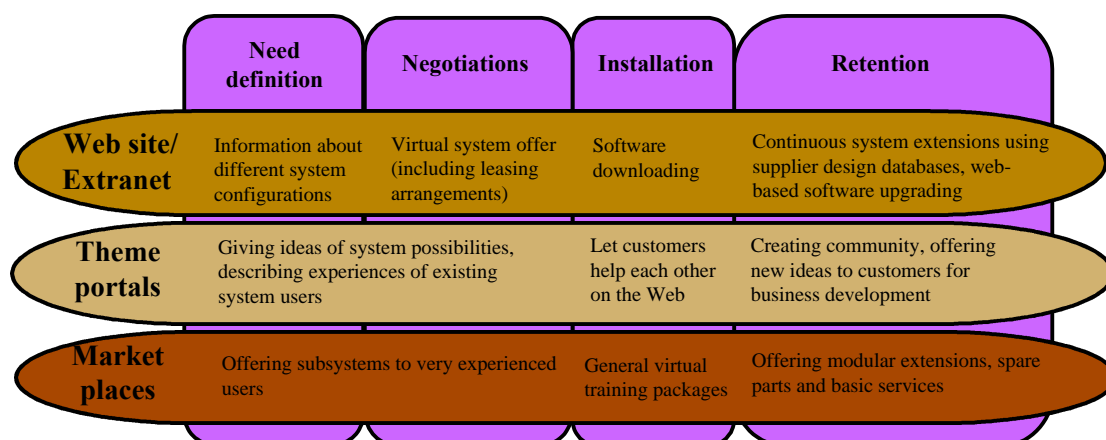 Need
definition
Negotiations
Installation
Retention
Web site/
Extranet
Information about
different system
configurations
Virtual system offer
(including leasing
arrangements)
Software
downloading
Continuous system extensions using
supplier design databases, web-
based software upgrading
Theme
portals
Giving ideas of system possibilities,
describing experiences of existing
system users
Let customers
help each other
on the Web
Creating community, offering
new ideas to customers for
business development
Market
places
Offering subsystems to very experienced
users
General virtual
training packages
Offering modular extensions, spare
parts and basic services